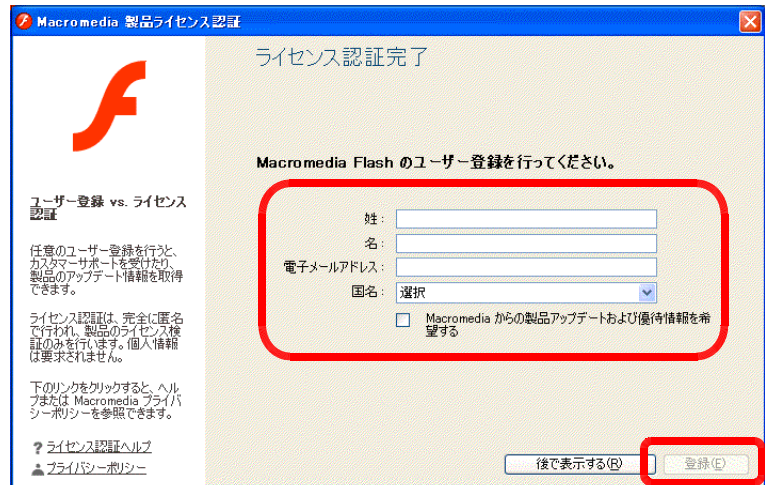 Macromedia 製品ライセンス認証
ライセンス認証完了
Macromedia Flash のユーザー登録を行ってください。
ユーザー登録 vs. ライセンス
認証
任意のユーザー登録を行うと、
カスタマーサポートを受けたり、
製品のアップデート情報を取得
できます。
ライセンス認証は、完全に匿名
で行われ、製品のライセンス検
証のみを行います。個人情報
は要求されません。
下のリンクをクリックすると、ヘル
プまたは Macromedia プライバ
シーポリシーを参照できます。
? ライセンス認証ヘルプ
プライバシーポリシー
姓:
名:
電子メールアドレス:
国名: 選択
Macromedia からの製品アップデートおよび優待情報を希
望する
後で表示する(R)
登録(E)